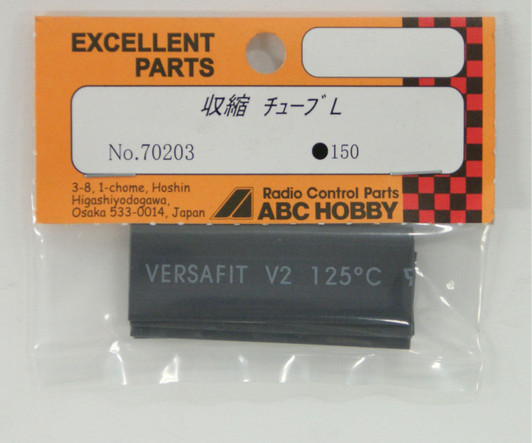 EXCELLENT
PARTS
収縮 チューブ L
No.70203 ●150
3-8, 1-chome, Hoshin
Higashiyodogawa,
Osaka 533-0014, Japan
Radio Control Parts
ABC HOBBY
VERSAFIT V2 125°C